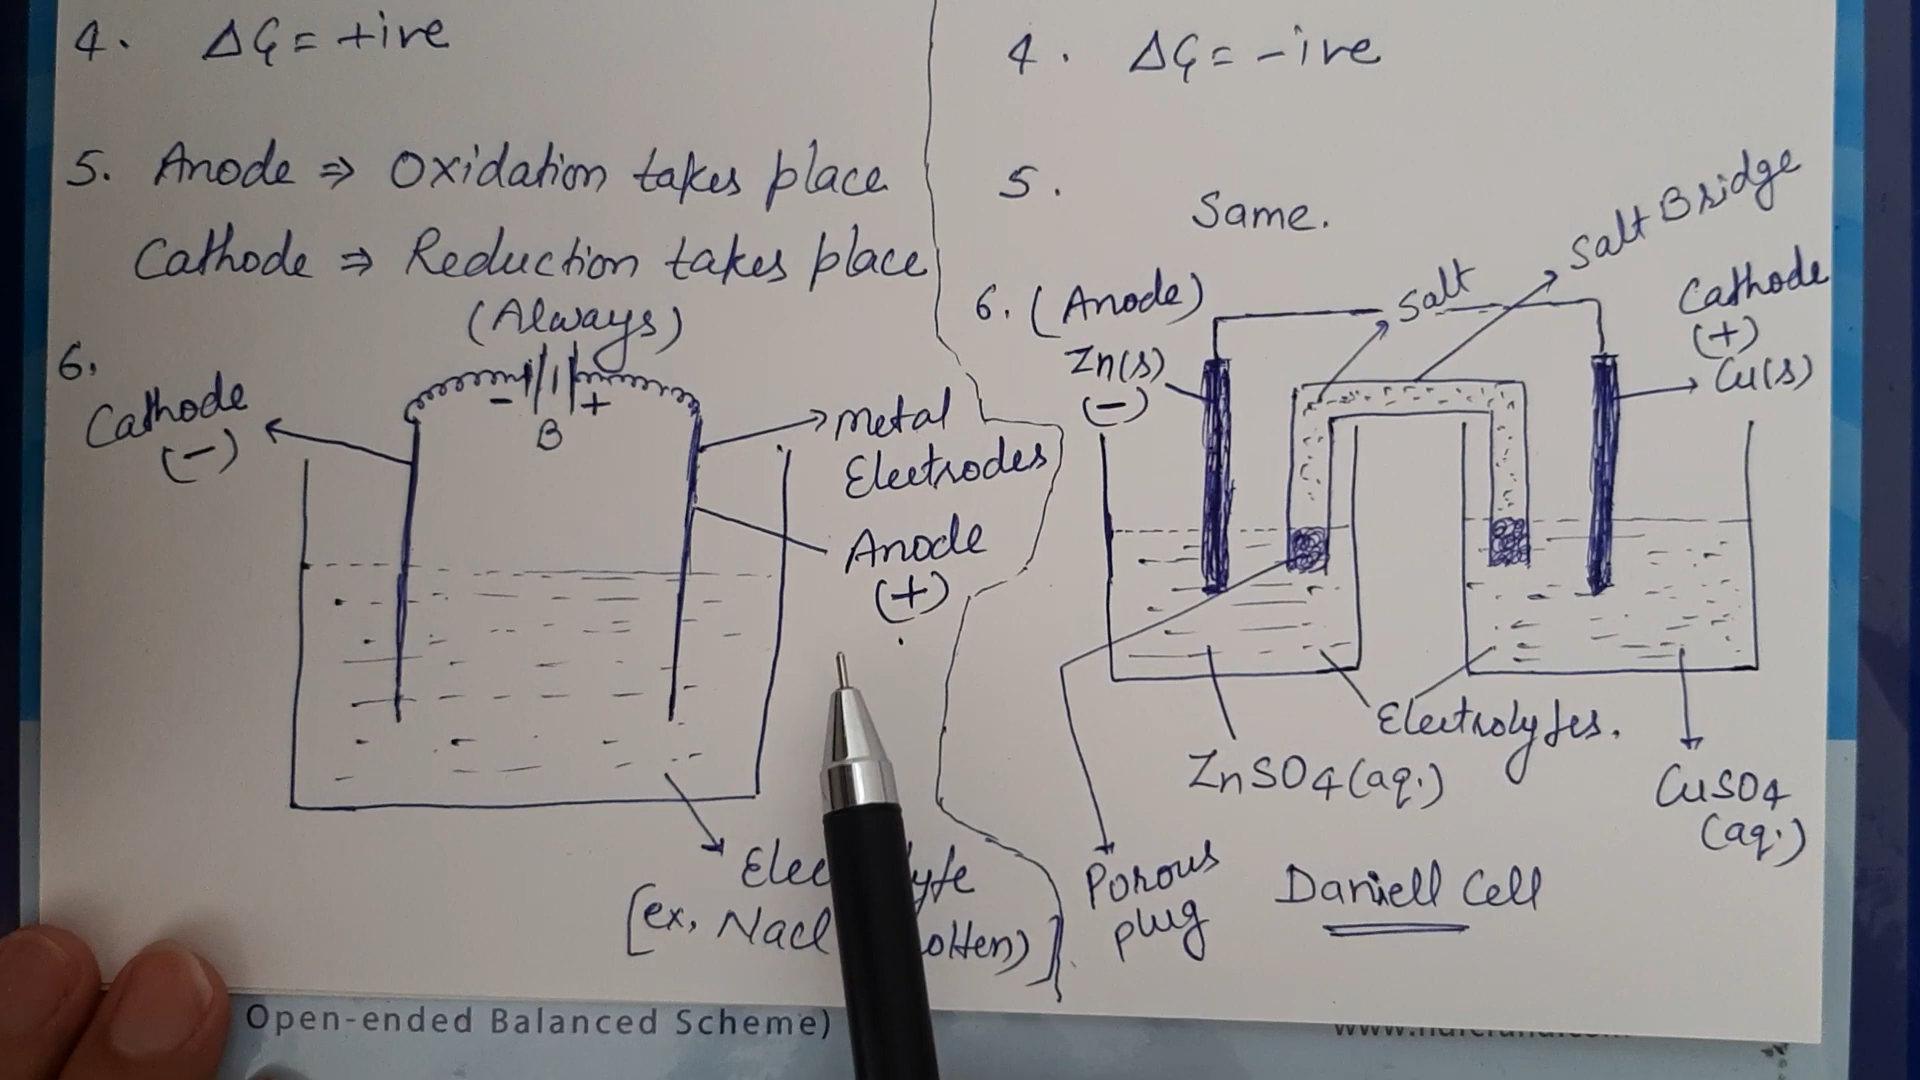 4. ΔG = +ive
5. Anode ⇒ Oxidation takes place
Cathode ⇒ Reduction takes place
(Always)
6.
Cathode
(-)
- +
B
Metal
Electrodes
Anode
(+)
[ex, NaCl
4. ΔG = -ive
5.
Same.
Salt Bridge
6. (Anode)
Salt
Cathode
(+)
Zn(s)
(-)
Cu(s)
Electrolytes.
ZnSO4(aq.)
CuSO4
(aq.)
Porous
plug
Daniell Cell
Open-ended Balanced Scheme)